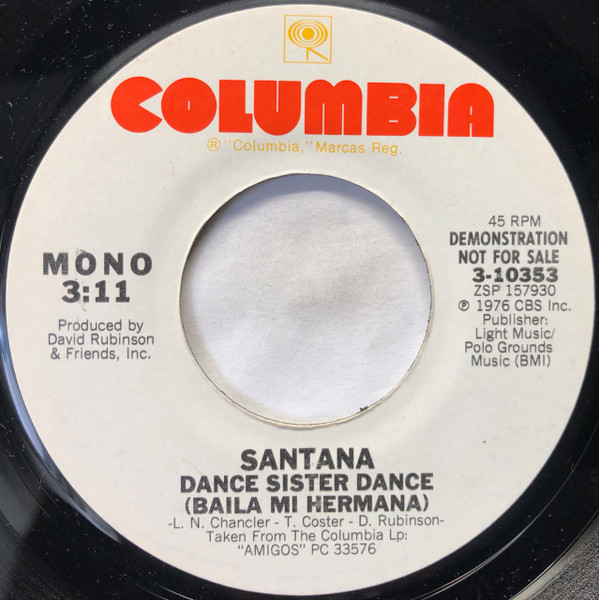 COLUMBIA
® "Columbia," Marcas Reg.
MONO
3:11
Produced by
David Rubinson
& Friends, Inc.
45 RPM
DEMONSTRATION
NOT FOR SALE
3-10353
ZSP 157930
℗ 1976 CBS Inc.
Publisher:
Light Music/
Polo Grounds
Music (BMI)
SANTANA
DANCE SISTER DANCE
(BAILA MI HERMANA)
-L. N. Chancler - T. Coster - D. Rubinson-
Taken From The Columbia Lp:
"AMIGOS" PC 33576